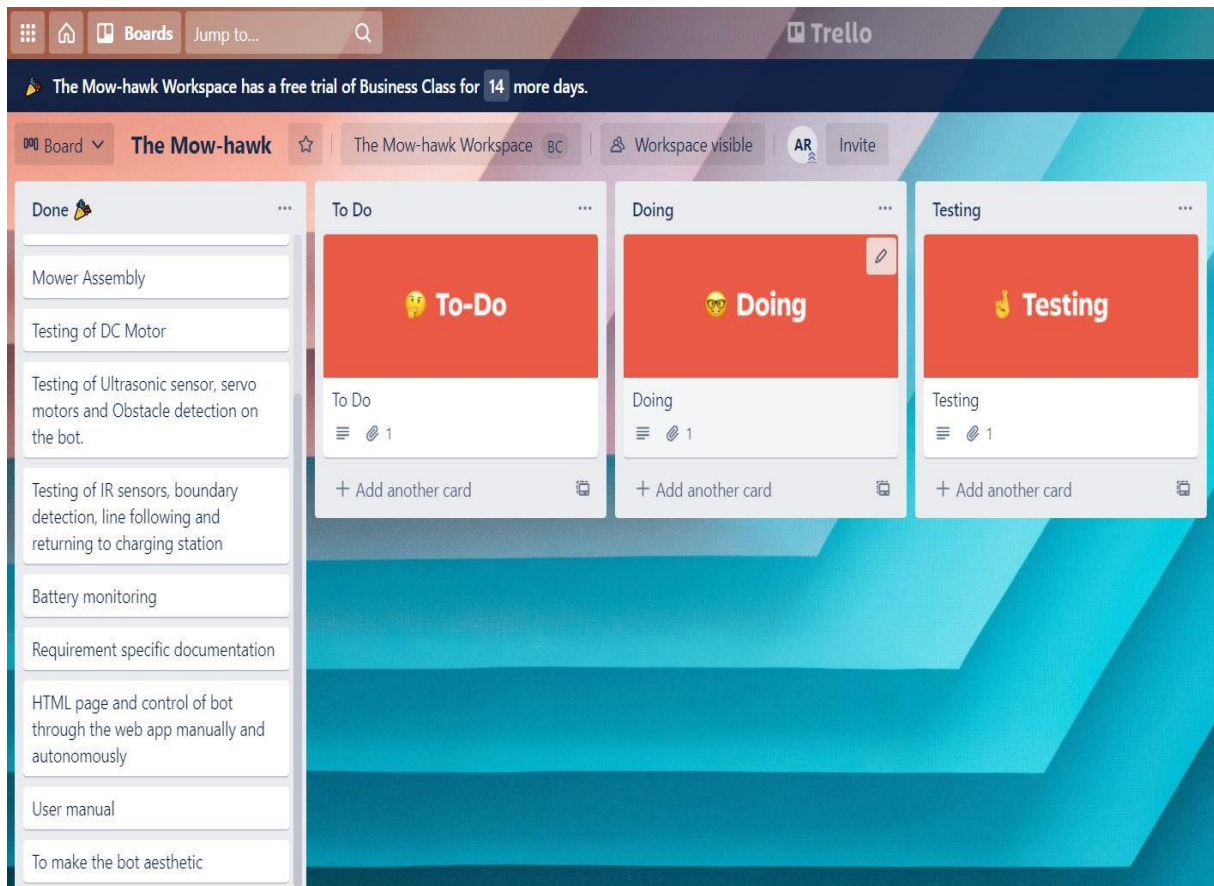 Boards Jump to... Trello
The Mow-hawk Workspace has a free trial of Business Class for 14 more days.
Board The Mow-hawk The Mow-hawk Workspace BC Workspace visible AR Invite
Done
Mower Assembly
Testing of DC Motor
Testing of Ultrasonic sensor, servo
motors and Obstacle detection on
the bot.
Testing of IR sensors, boundary
detection, line following and
returning to charging station
Battery monitoring
Requirement specific documentation
HTML page and control of bot
through the web app manually and
autonomously
User manual
To make the bot aesthetic
To Do
To-Do
To Do
1
+ Add another card
Doing
Doing
Doing
1
+ Add another card
Testing
Testing
Testing
1
+ Add another card